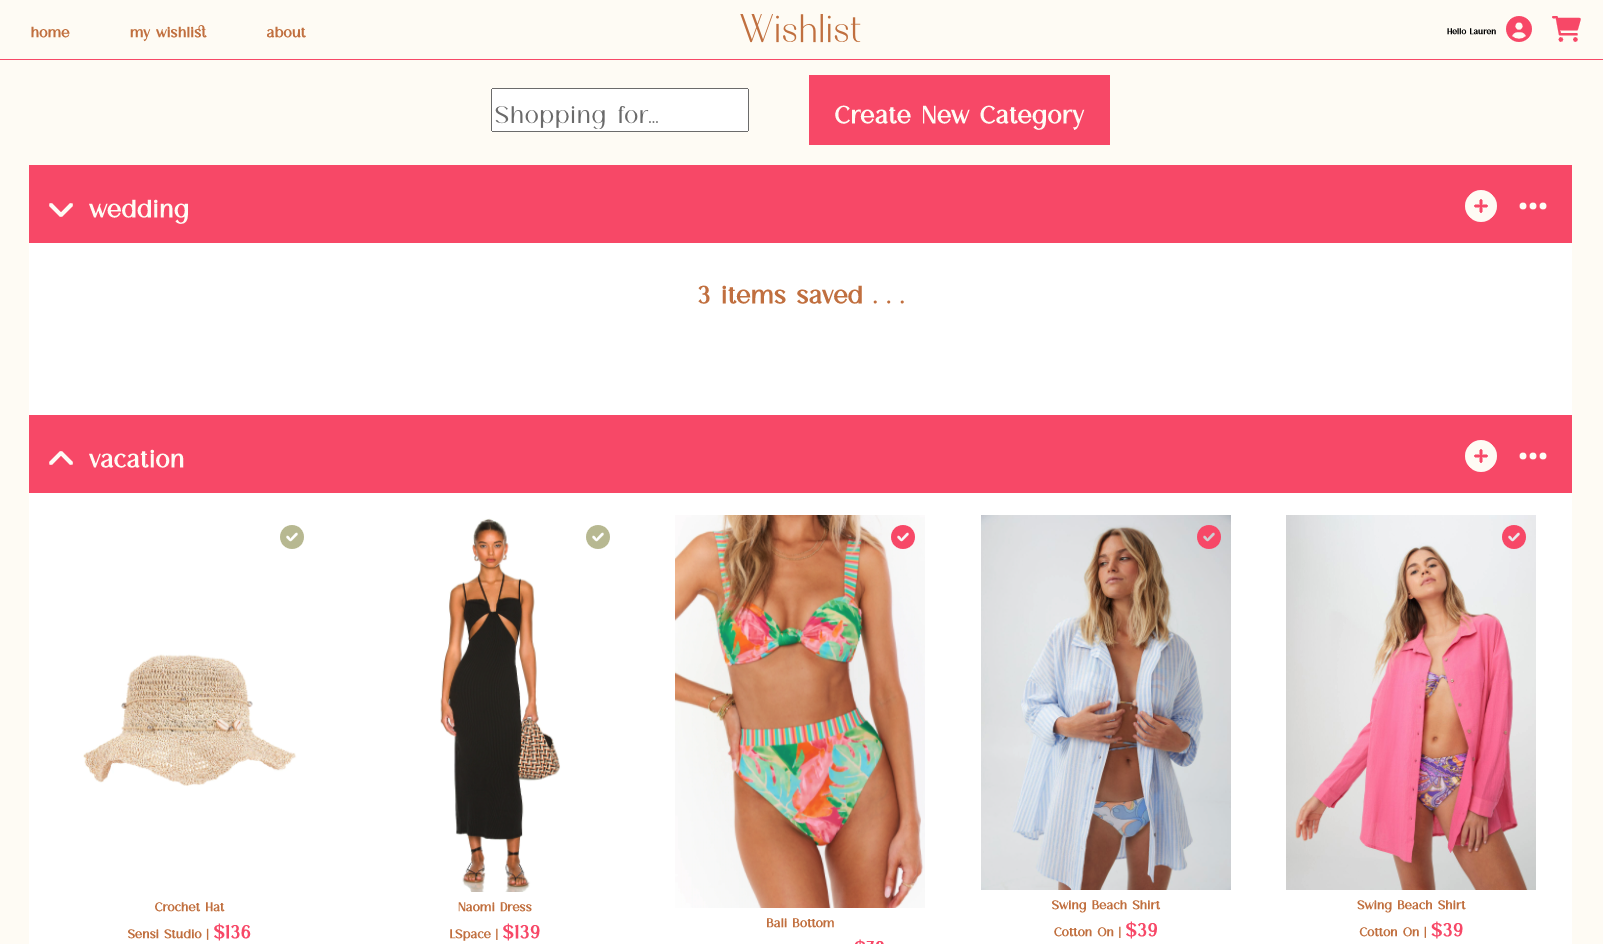 home my wishlist about Wishlist Hello Lauren
Shopping for... Create New Category
wedding
3 items saved . . .
vacation
Crochet Hat
Sensi Studio | $136
Naomi Dress
LSpace | $139
Bali Bottom
Swing Beach Shirt
Cotton On | $39
Swing Beach Shirt
Cotton On | $39